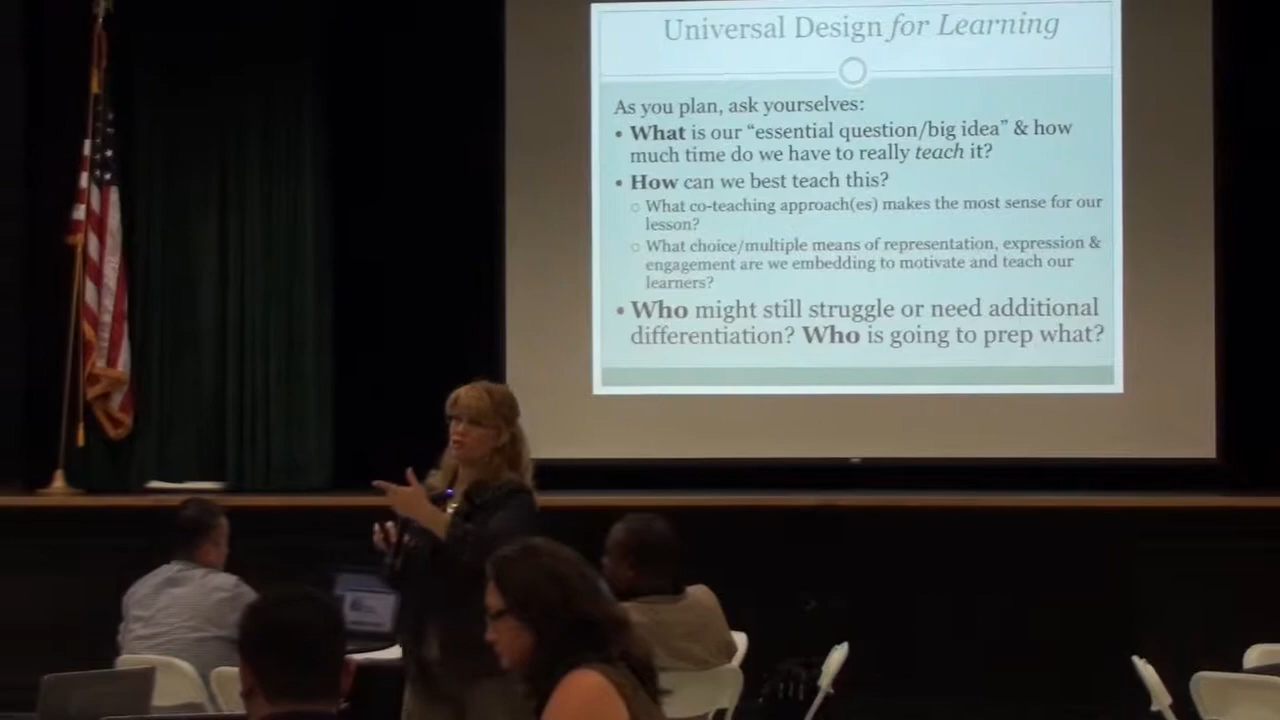 Universal Design for Learning
As you plan, ask yourselves:
• What is our “essential question/big idea” & how
much time do we have to really teach it?
• How can we best teach this?
○ What co-teaching approach(es) makes the most sense for our
lesson?
○ What choice/multiple means of representation, expression &
engagement are we embedding to motivate and teach our
learners?
• Who might still struggle or need additional
differentiation? Who is going to prep what?